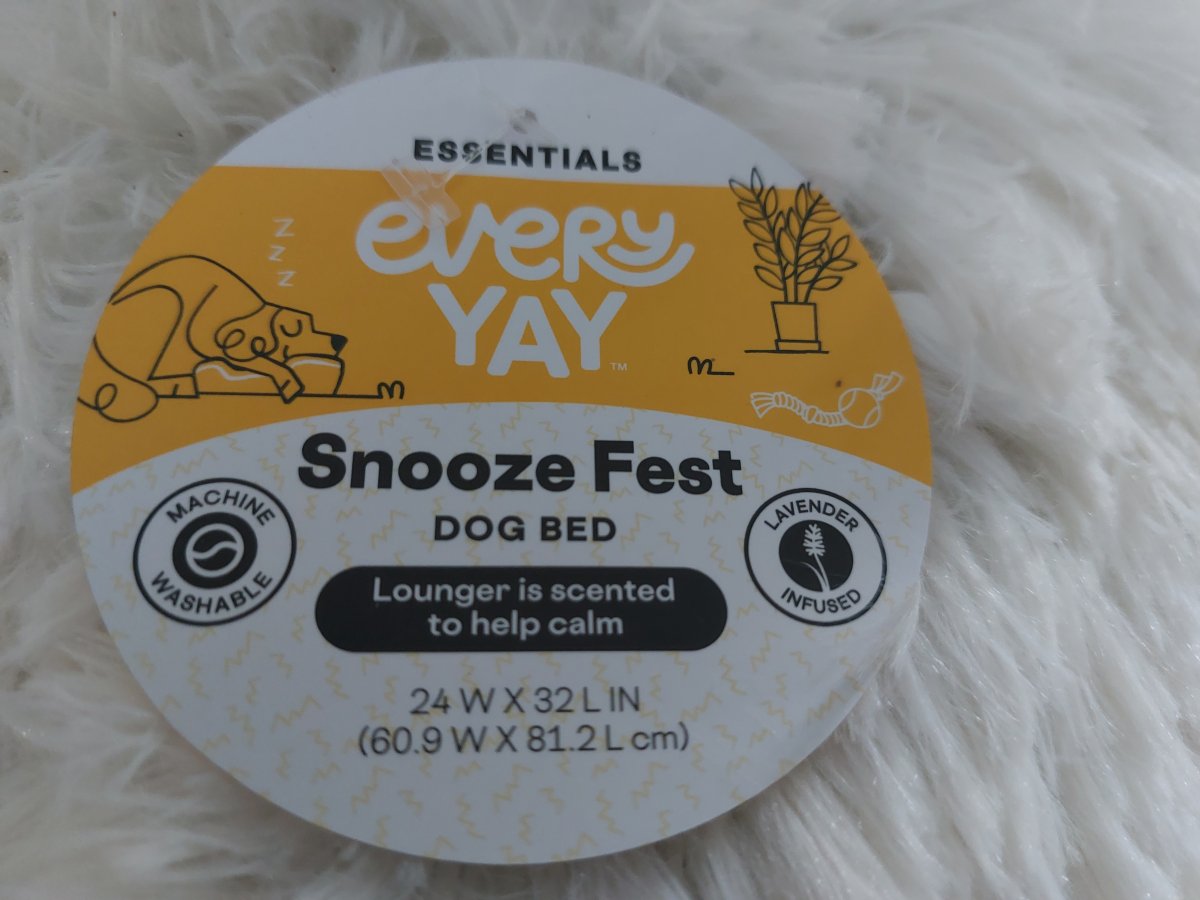 ESSENTIALS
Z
Z
Z
every
YAY™
Snooze Fest
DOG BED
MACHINE
WASHABLE
LAVENDER
INFUSED
Lounger is scented
to help calm
24 W X 32 L IN
(60.9 W X 81.2 L cm)